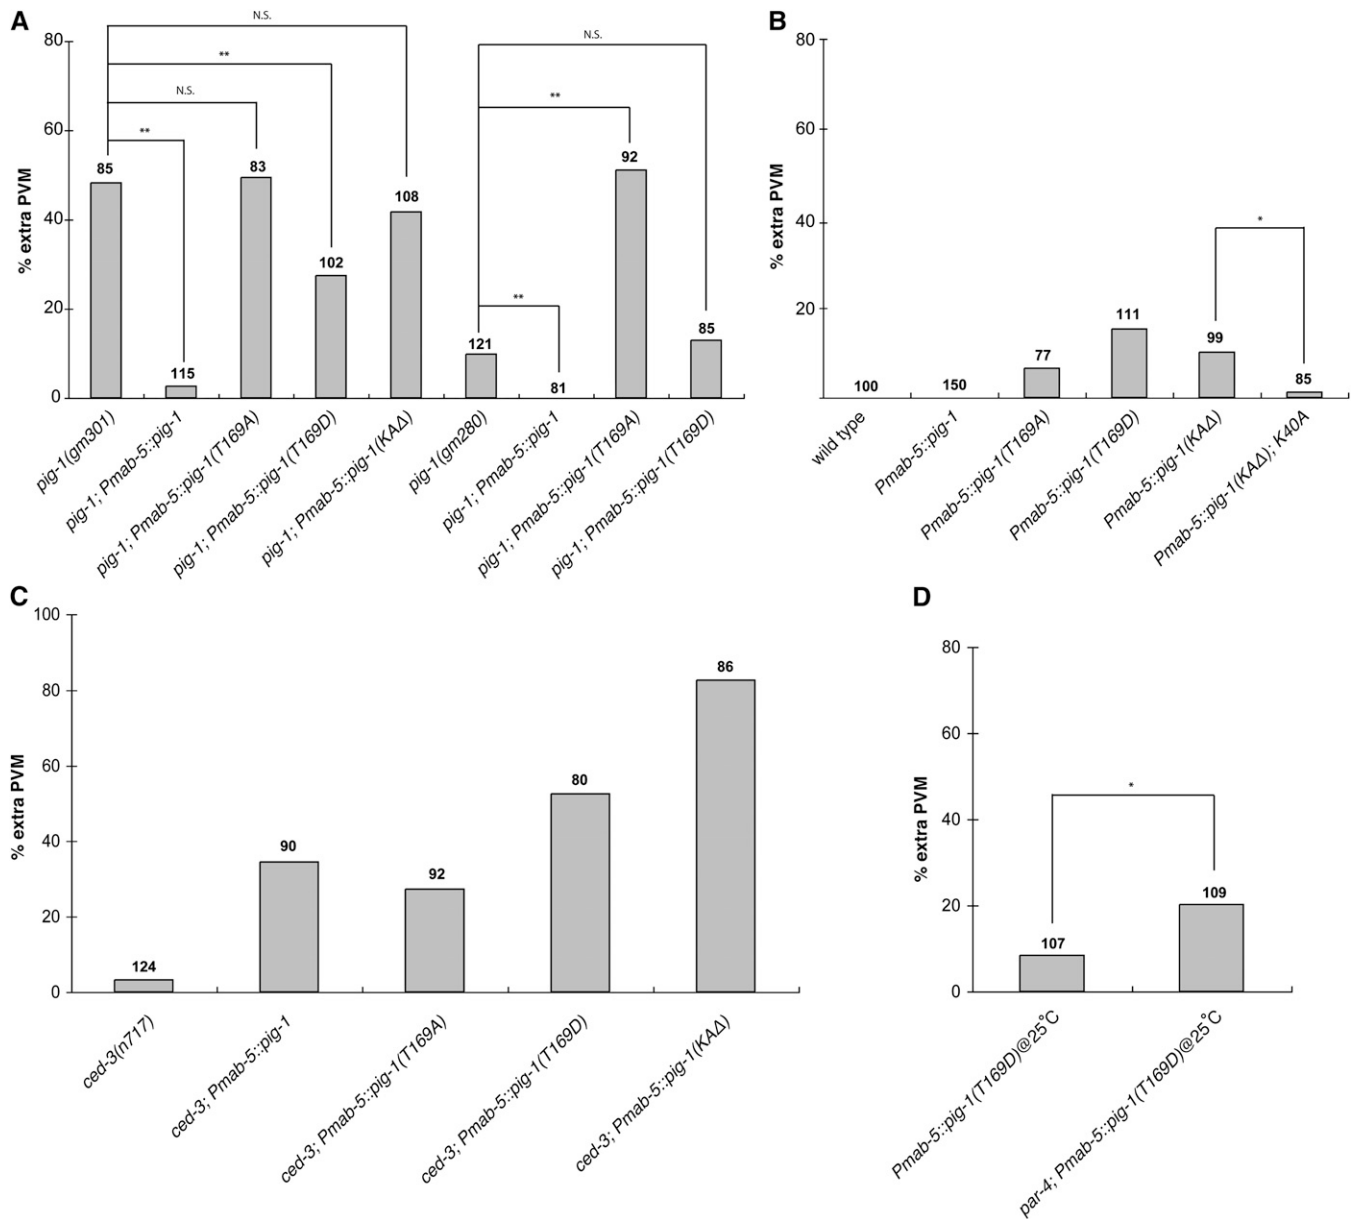 A
N.S.
**
N.S.
**
N.S.
**
**
80
60
40
20
0
% extra PVM
85
115
83
102
108
121
81
92
85
pig-1(gm301)
pig-1; Pmab-5::pig-1
pig-1; Pmab-5::pig-1(T169A)
pig-1; Pmab-5::pig-1(T169D)
pig-1; Pmab-5::pig-1(KAΔ)
pig-1(gm280)
pig-1; Pmab-5::pig-1
pig-1; Pmab-5::pig-1(T169A)
pig-1; Pmab-5::pig-1(T169D)
B
80
60
40
20
% extra PVM
*
100
150
77
111
99
85
wild type
Pmab-5::pig-1
Pmab-5::pig-1(T169A)
Pmab-5::pig-1(T169D)
Pmab-5::pig-1(KAΔ)
Pmab-5::pig-1(KAΔ); K40A
C
100
80
60
40
20
0
% extra PVM
124
90
92
80
86
ced-3(n717)
ced-3; Pmab-5::pig-1
ced-3; Pmab-5::pig-1(T169A)
ced-3; Pmab-5::pig-1(T169D)
ced-3; Pmab-5::pig-1(KAΔ)
D
80
60
40
20
0
% extra PVM
*
107
109
Pmab-5::pig-1(T169D)@25°C
par-4; Pmab-5::pig-1(T169D)@25°C